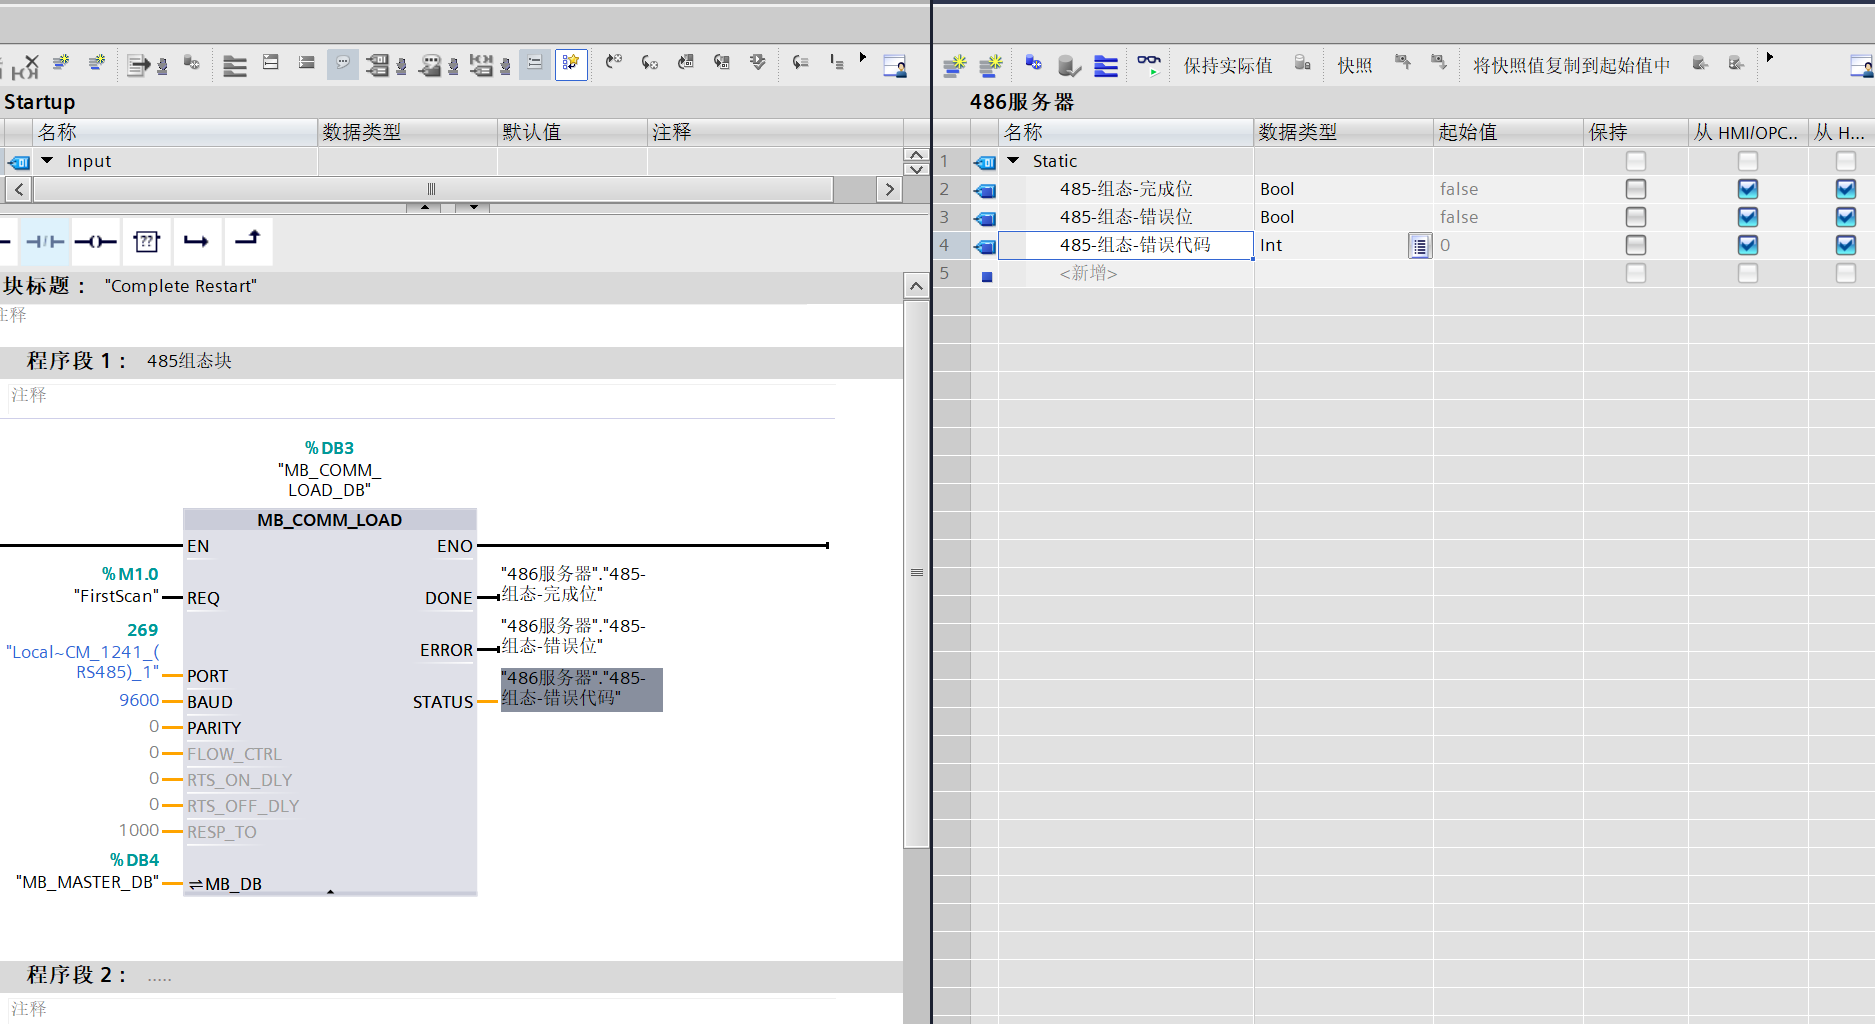 保持实际值
快照
将快照值复制到起始值中
Startup
名称 数据类型 默认值 注释
Input
块标题： "Complete Restart"
注释
程序段 1： 485组态块
注释
%DB3
"MB_COMM_
LOAD_DB"
MB_COMM_LOAD
EN ENO
%M1.0
"FirstScan" REQ
DONE "486服务器"."485-
组态-完成位"
269
"Local~CM_1241_(
RS485)_1" PORT
ERROR "486服务器"."485-
组态-错误位"
9600 BAUD
STATUS "486服务器"."485-
组态-错误代码"
0 PARITY
0 FLOW_CTRL
0 RTS_ON_DLY
0 RTS_OFF_DLY
1000 RESP_TO
%DB4
"MB_MASTER_DB" MB_DB
程序段 2： .....
注释
486服务器
名称 数据类型 起始值 保持 从 HMI/OPC.. 从 H...
1 Static
2 485-组态-完成位 Bool false
3 485-组态-错误位 Bool false
4 485-组态-错误代码 Int 0
5 <新增>